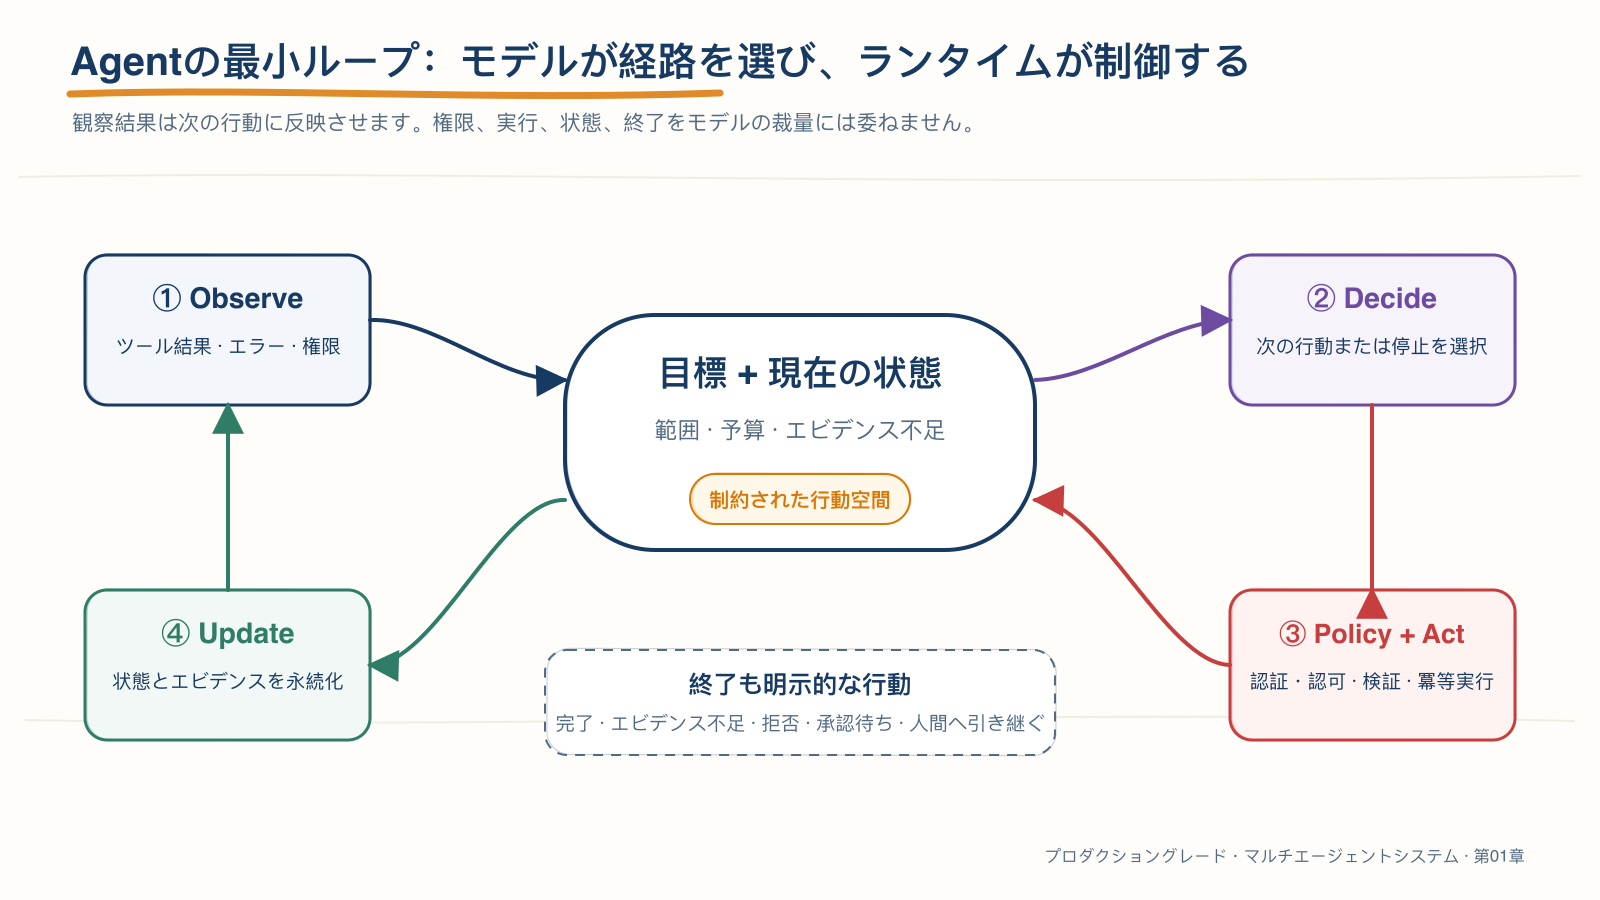 Agentの最小ループ：モデルが経路を選び、ランタイムが制御する
観察結果は次の行動に反映させます。権限、実行、状態、終了をモデルの裁量には委ねません。
① Observe
ツール結果・エラー・権限
② Decide
次の行動または停止を選択
目標 + 現在の状態
範囲・予算・エビデンス不足
制約された行動空間
④ Update
状態とエビデンスを永続化
③ Policy + Act
認証・認可・検証・冪等実行
終了も明示的な行動
完了・エビデンス不足・拒否・承認待ち・人間へ引き継ぐ
プロダクショングレード・マルチエージェントシステム・第01章